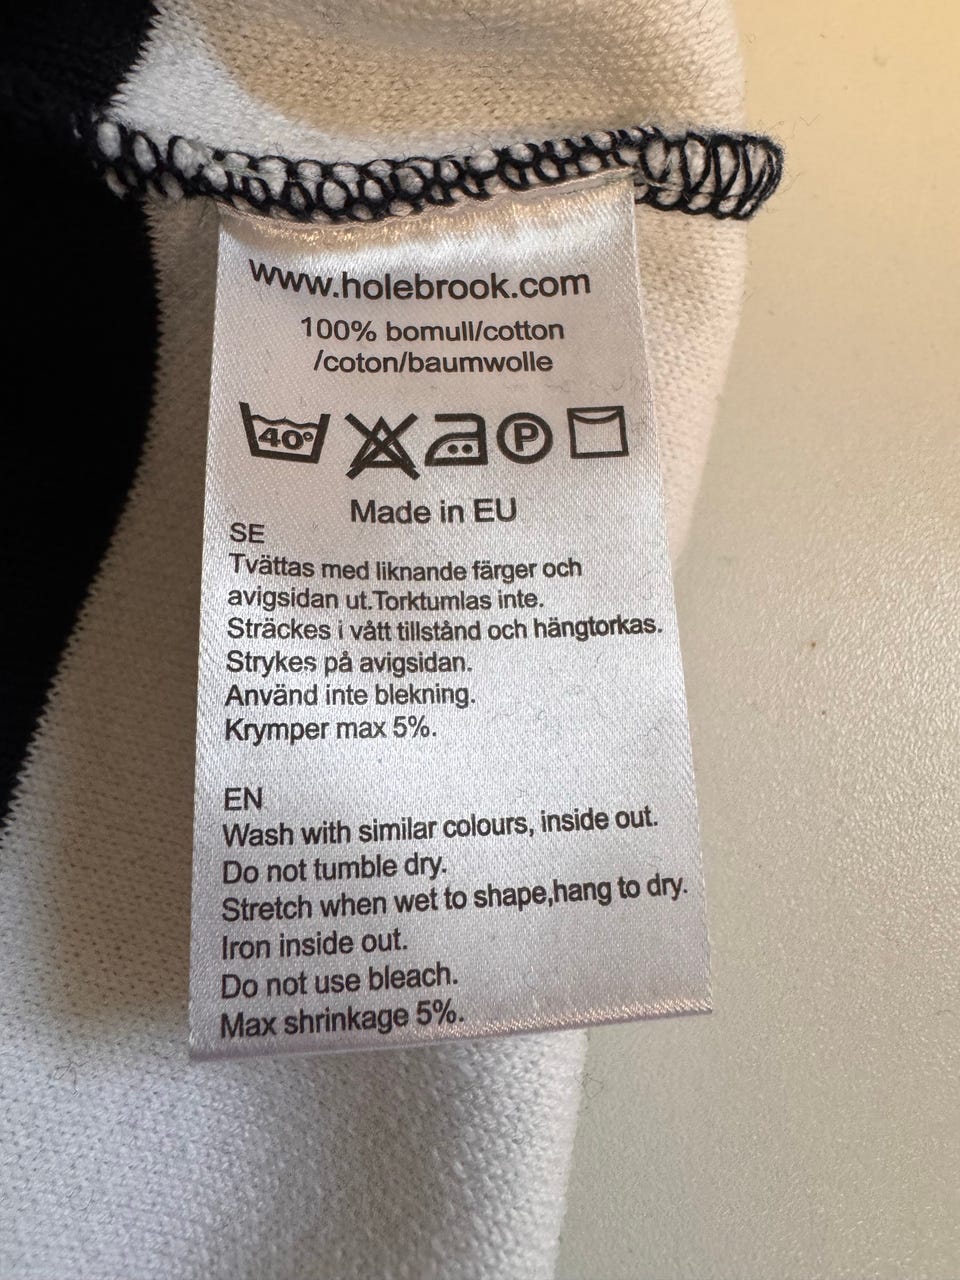 www.holebrook.com
100% bomull/cotton
/coton/baumwolle
40°
P
Made in EU
SE
Tvättas med liknande färger och
avigsidan ut.Torktumlas inte.
Sträckes i vått tillstånd och hängtorkas.
Strykes på avigsidan.
Använd inte blekning.
Krymper max 5%.
EN
Wash with similar colours, inside out.
Do not tumble dry.
Stretch when wet to shape,hang to dry.
Iron inside out.
Do not use bleach.
Max shrinkage 5%.